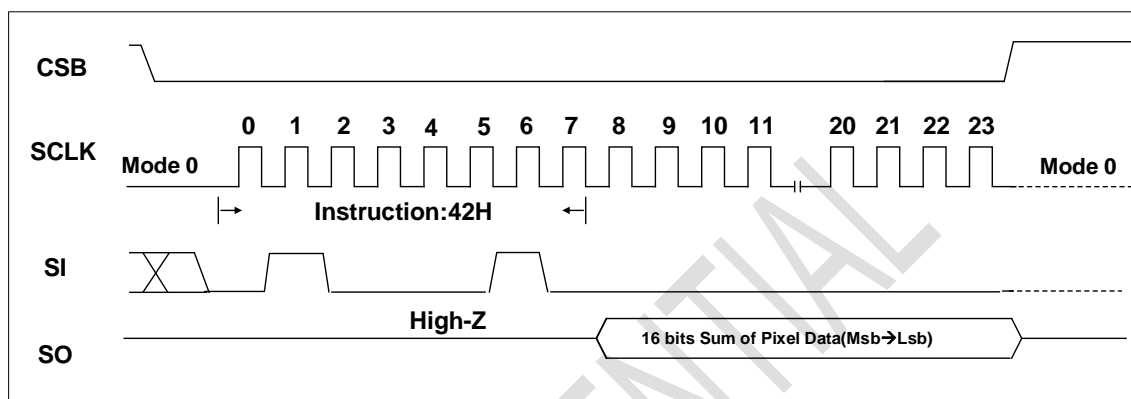 CSB
0 1 2 3 4 5 6 7 8 9 10 11 20 21 22 23
SCLK
Mode 0
Mode 0
Instruction:42H
SI
High-Z
16 bits Sum of Pixel Data(Msb→Lsb)
SO